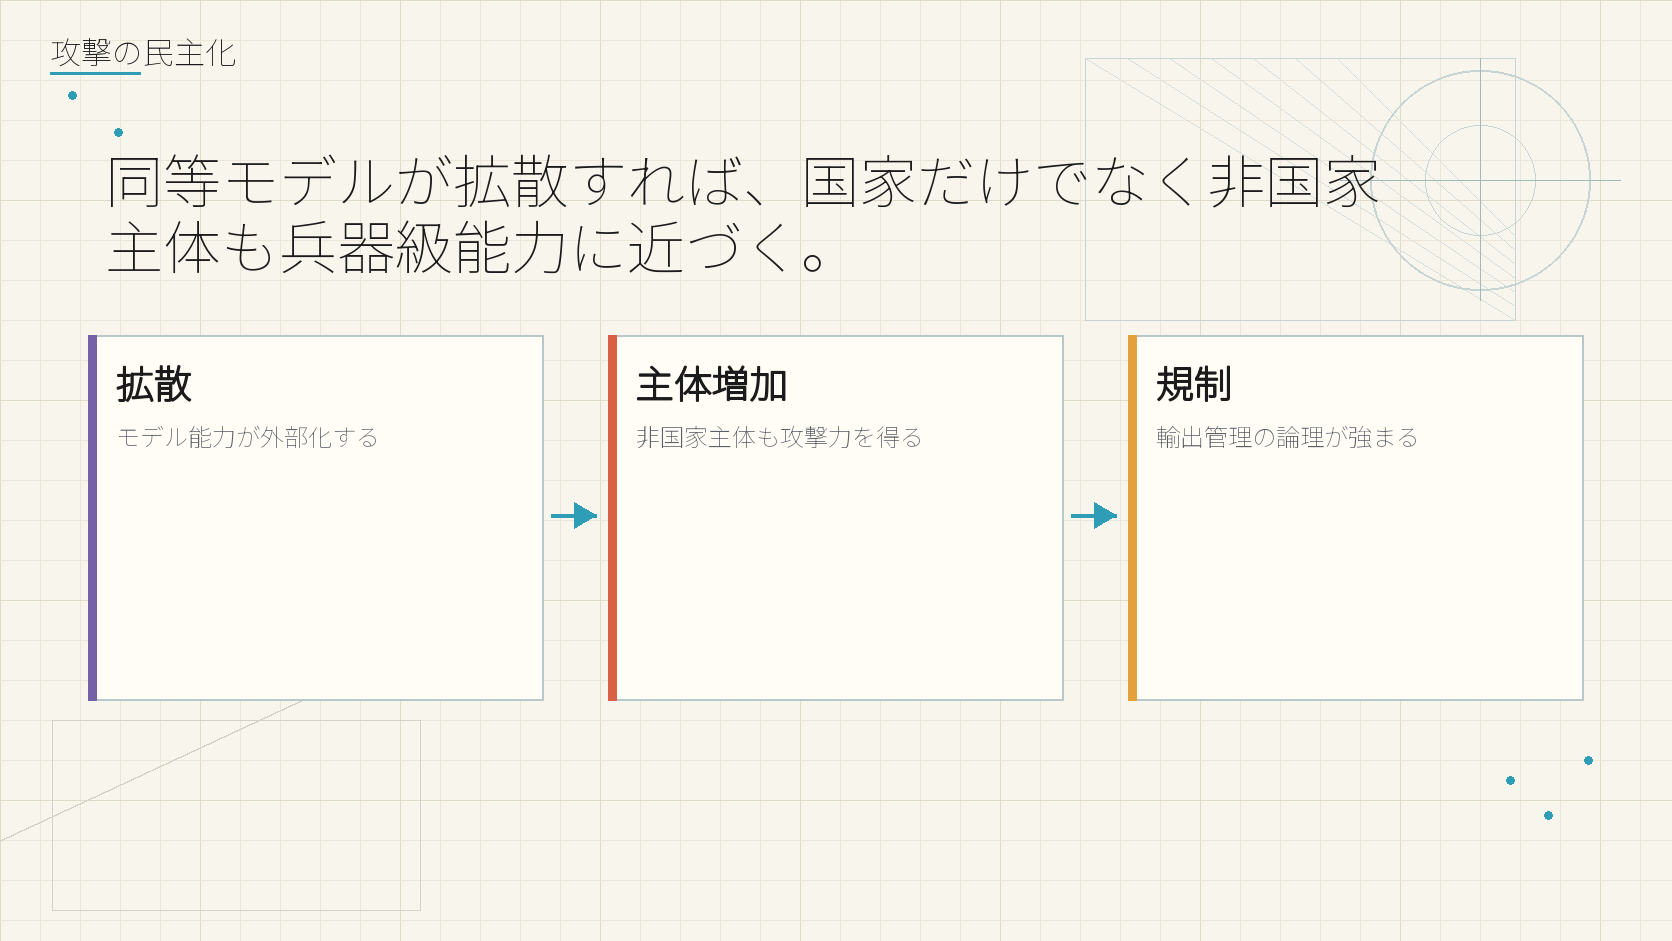 攻撃の民主化
同等モデルが拡散すれば、国家だけでなく非国家
主体も兵器級能力に近づく。
拡散
モデル能力が外部化する
主体増加
非国家主体も攻撃力を得る
規制
輸出管理の論理が強まる